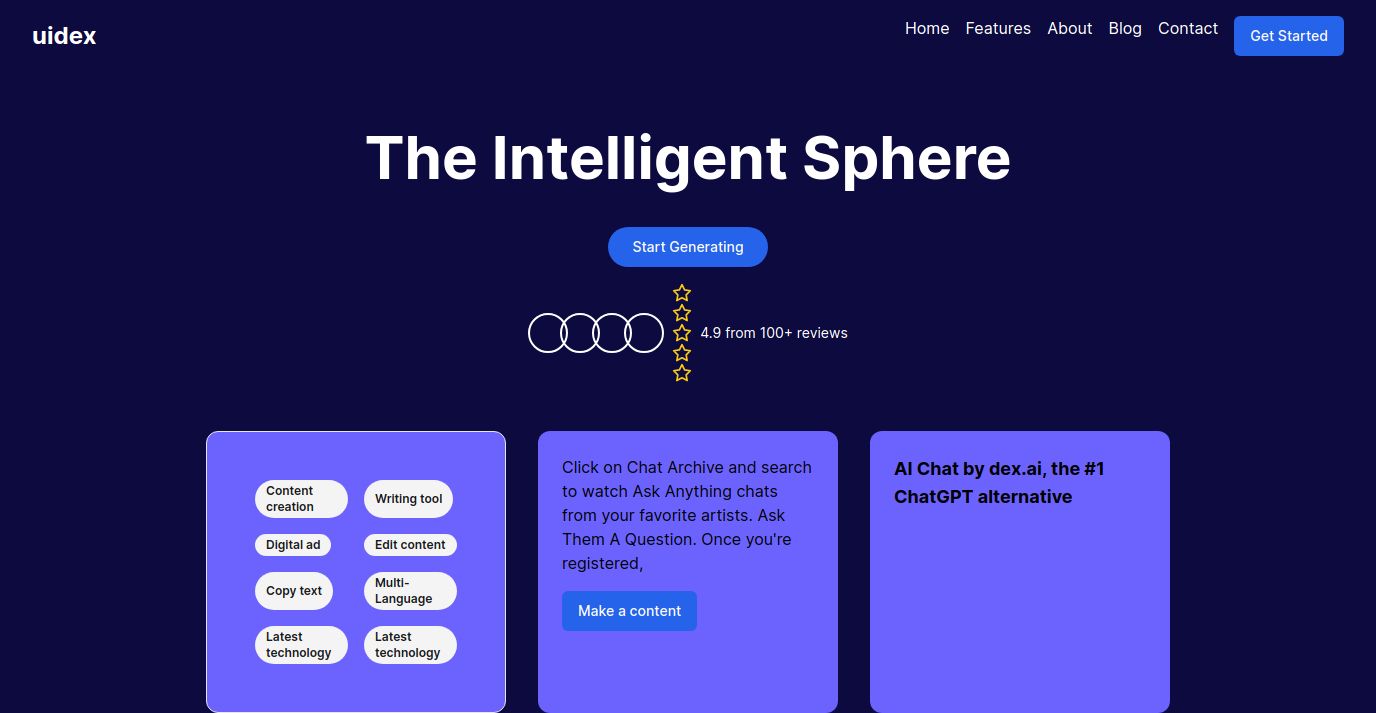 uidex
Home Features About Blog Contact Get Started
The Intelligent Sphere
Start Generating
4.9 from 100+ reviews
Content
creation
Writing tool
Digital ad
Edit content
Copy text
Multi-
Language
Latest
technology
Latest
technology
Click on Chat Archive and search
to watch Ask Anything chats
from your favorite artists. Ask
Them A Question. Once you're
registered,
Make a content
AI Chat by dex.ai, the #1
ChatGPT alternative